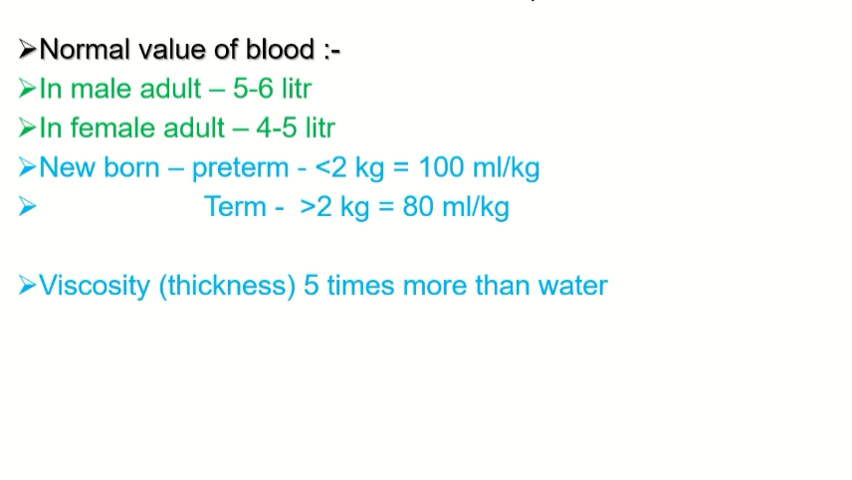 ➢Normal value of blood :-
➢In male adult – 5-6 litr
➢In female adult – 4-5 litr
➢New born – preterm - <2 kg = 100 ml/kg
➢ Term - >2 kg = 80 ml/kg
➢Viscosity (thickness) 5 times more than water